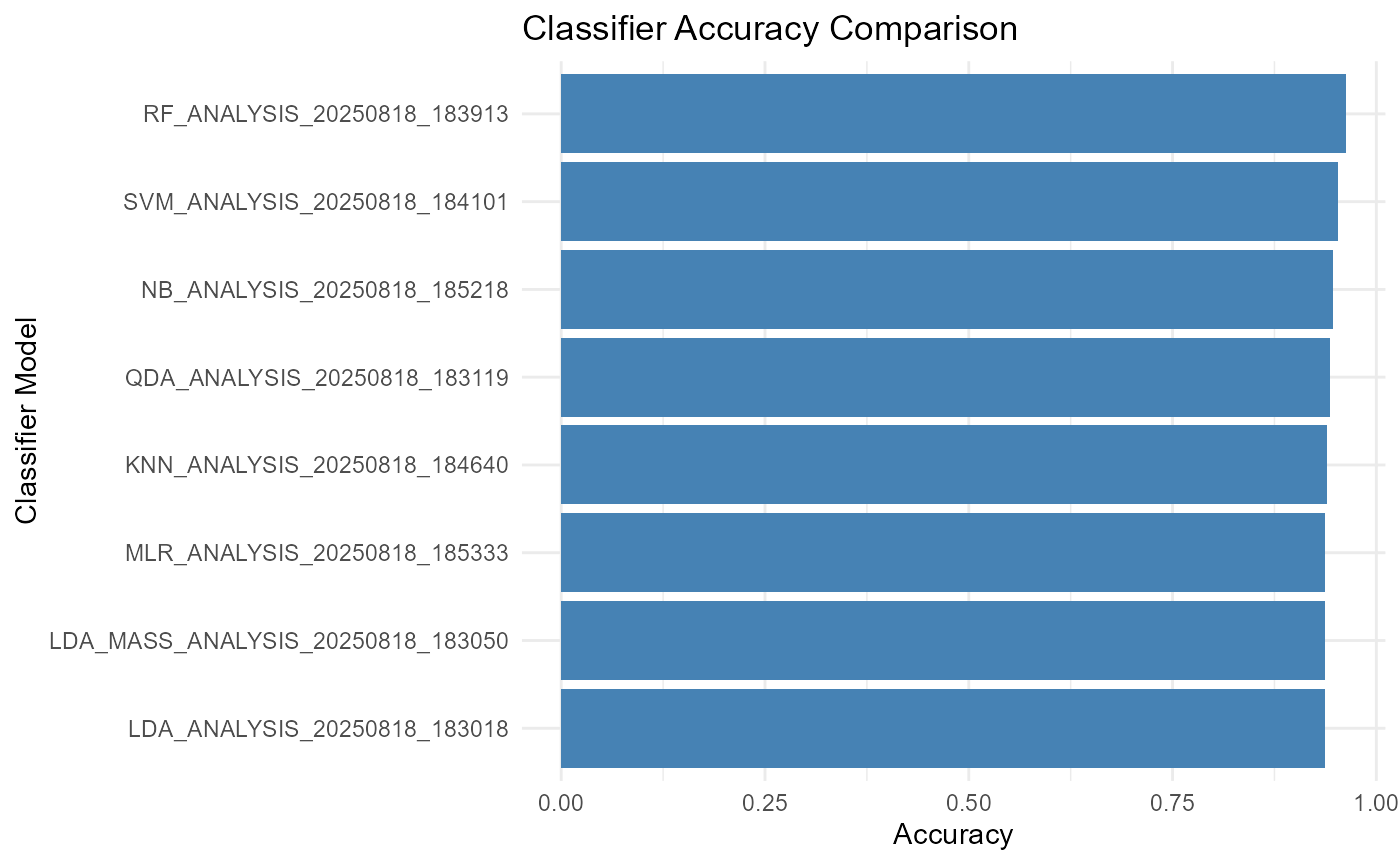 Classifier Accuracy Comparison
Classifier Model
RF_ANALYSIS_20250818_183913
SVM_ANALYSIS_20250818_184101
NB_ANALYSIS_20250818_185218
QDA_ANALYSIS_20250818_183119
KNN_ANALYSIS_20250818_184640
MLR_ANALYSIS_20250818_185333
LDA_MASS_ANALYSIS_20250818_183050
LDA_ANALYSIS_20250818_183018
0.00 0.25 0.50 0.75 1.00
Accuracy